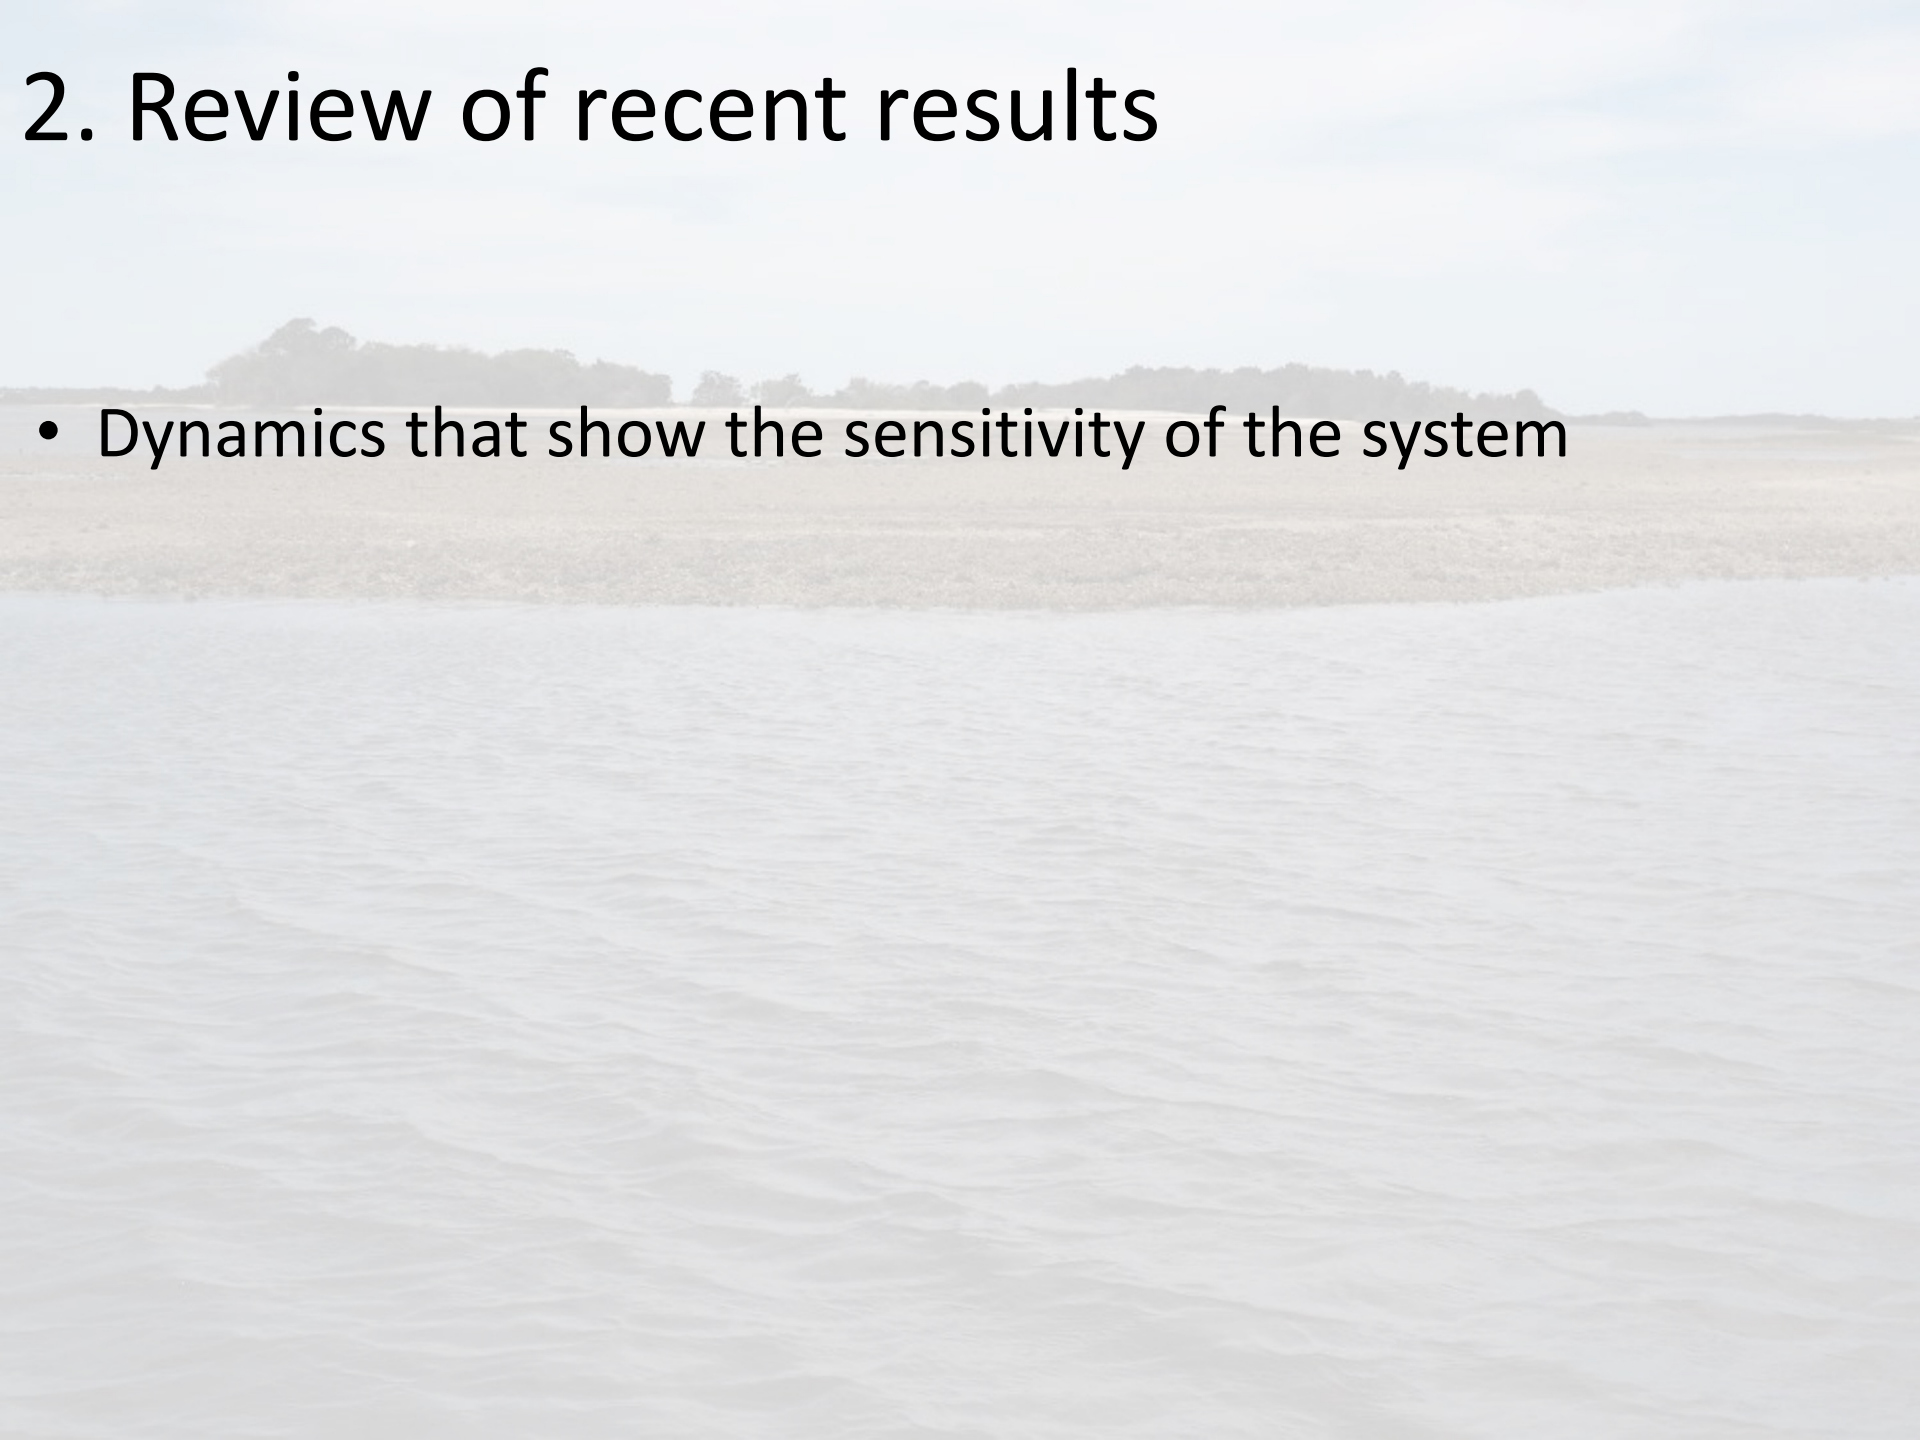 2. Review of recent results
• Dynamics that show the sensitivity of the system